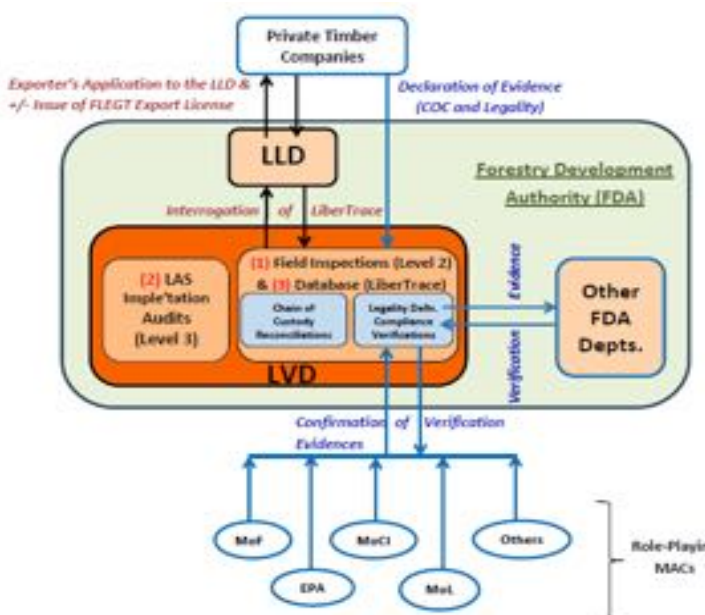 Private Timber
Companies
Exporter's Application to the LLD &
+/- Issue of FLEGT Export License
Declaration of Evidence
(COC and Legality)
LLD
Forestry Development
Authority (FDA)
Interrogation of LiberTrace
(2) LAS
Imple'tation
Audits
(Level 3)
(1) Field Inspections (Level 2)
& (3) Database (LiberTrace)
Chain of
Custody
Reconciliations
Legality Defn.
Compliance
Verifications
LVD
Evidence
Verification
Other
FDA
Depts.
Confirmation of Verification
Evidences
MoF
MoCI
Others
EPA
MoL
Role-Playin
MACs